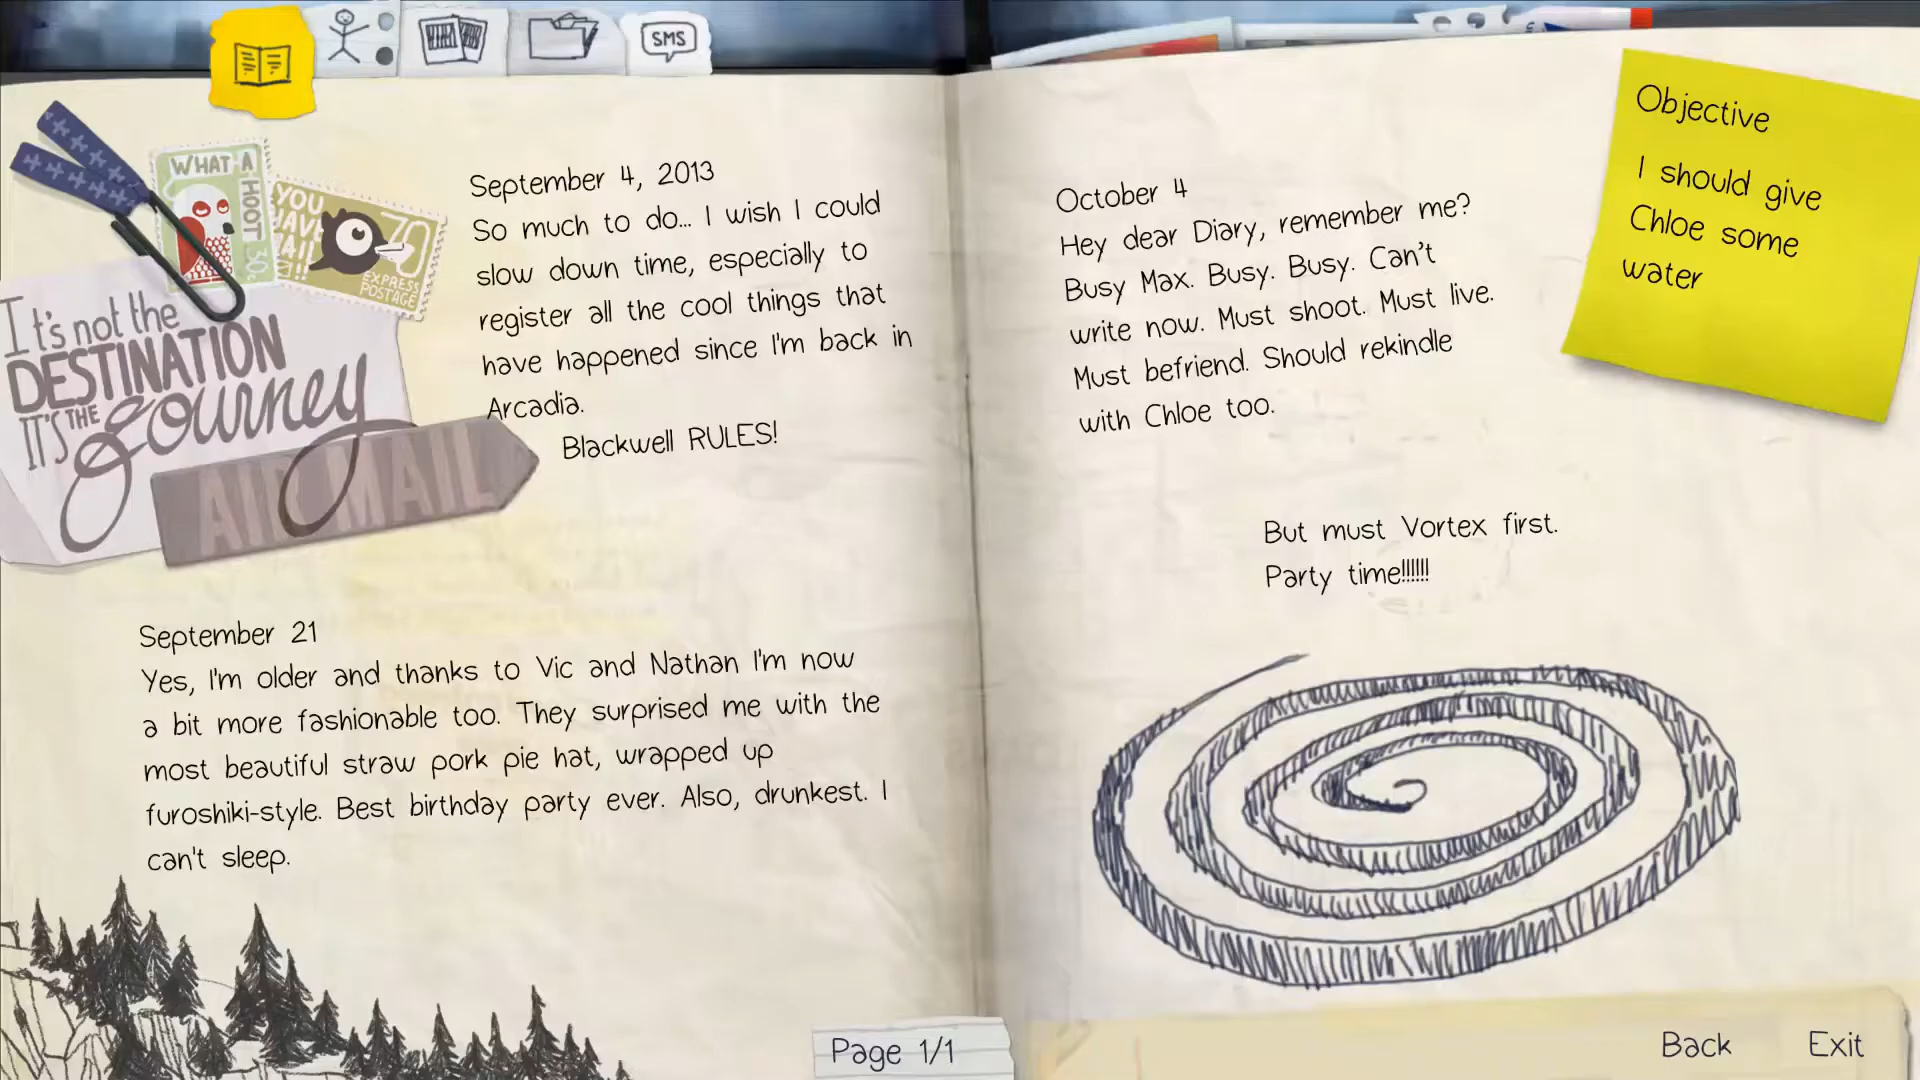 SMS
WHAT A
HOOT
30c
YOU
HAVE
MAIL
!!!
70
EXPRESS
POSTAGE
It's not the
DESTINATION
IT'S THE
journey
AIR MAIL
September 4, 2013
So much to do... I wish I could
slow down time, especially to
register all the cool things that
have happened since I'm back in
Arcadia.
Blackwell RULES!
September 21
Yes, I'm older and thanks to Vic and Nathan I'm now
a bit more fashionable too. They surprised me with the
most beautiful straw pork pie hat, wrapped up
furoshiki-style. Best birthday party ever. Also, drunkest. I
can't sleep.
Page 1/1
October 4
Hey dear Diary, remember me?
Busy Max. Busy. Busy. Can't
write now. Must shoot. Must live.
Must befriend. Should rekindle
with Chloe too.
But must Vortex first.
Party time!!!!!!
Objective
I should give
Chloe some
water
Back
Exit